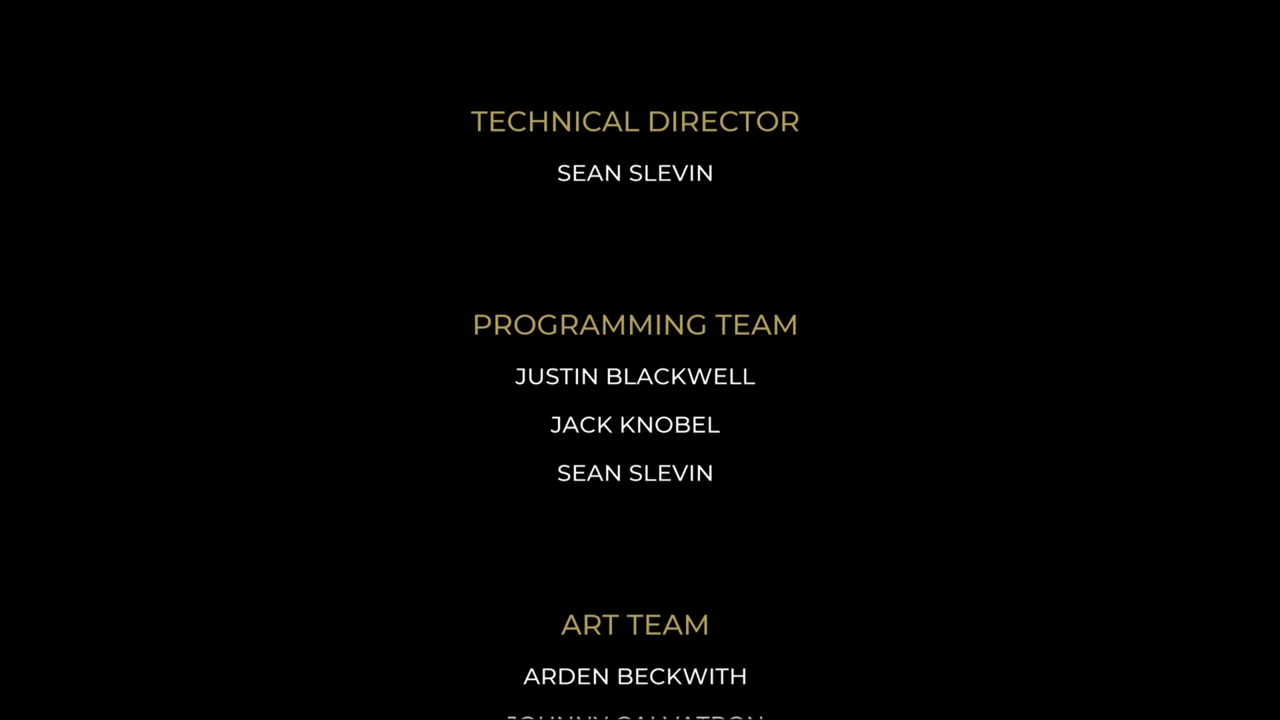 TECHNICAL DIRECTOR
SEAN SLEVIN
PROGRAMMING TEAM
JUSTIN BLACKWELL
JACK KNOBEL
SEAN SLEVIN
ART TEAM
ARDEN BECKWITH